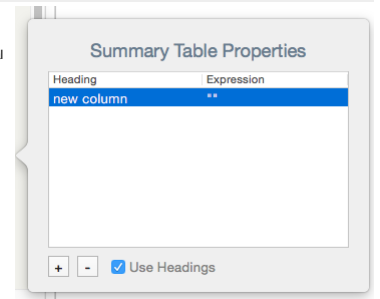 Summary Table Properties
Heading Expression
new column ""
+ - Use Headings